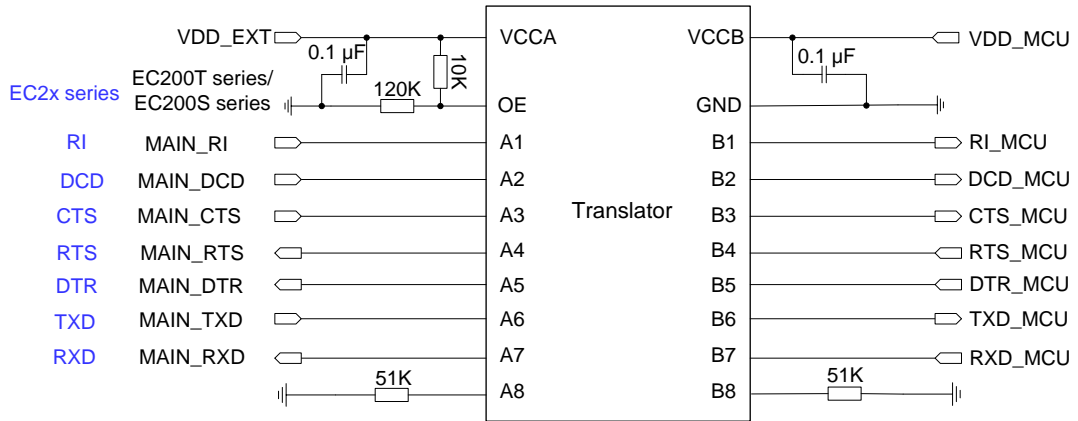 VDD_EXT VCCA VCCB VDD_MCU
0.1 µF 10K 0.1 µF
EC2x series EC200T series/
EC200S series 120K OE GND
RI MAIN_RI A1 B1 RI_MCU
DCD MAIN_DCD A2 B2 DCD_MCU
CTS MAIN_CTS A3 Translator B3 CTS_MCU
RTS MAIN_RTS A4 B4 RTS_MCU
DTR MAIN_DTR A5 B5 DTR_MCU
TXD MAIN_TXD A6 B6 TXD_MCU
RXD MAIN_RXD A7 B7 RXD_MCU
51K A8 B8 51K